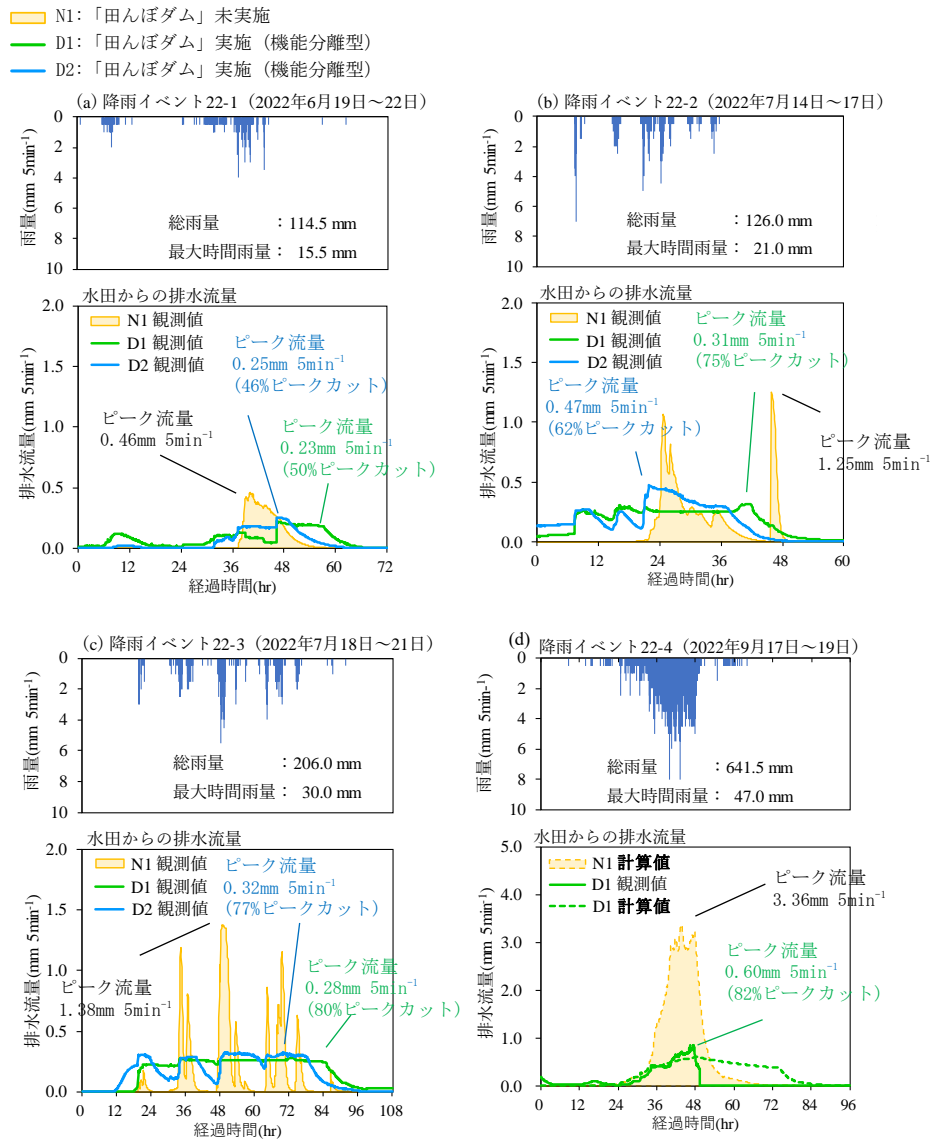 N1：「田んぼダム」未実施
D1：「田んぼダム」実施（機能分離型）
D2：「田んぼダム」実施（機能分離型）
(a) 降雨イベント22-1（2022年6月19日～22日）
0
2
4
6
8
10
雨量(mm 5min⁻¹)
総雨量 ：114.5 mm
最大時間雨量： 15.5 mm
水田からの排水流量
2.0
1.5
1.0
0.5
0.0
排水流量(mm 5min⁻¹)
N1 観測値
D1 観測値
D2 観測値
ピーク流量
0.25mm 5min⁻¹
(46%ピークカット)
ピーク流量
0.46mm 5min⁻¹
ピーク流量
0.23mm 5min⁻¹
(50%ピークカット)
0 12 24 36 48 60 72
経過時間(hr)
(b) 降雨イベント22-2（2022年7月14日～17日）
0
2
4
6
8
10
雨量(mm 5min⁻¹)
総雨量 ：126.0 mm
最大時間雨量： 21.0 mm
水田からの排水流量
2.0
1.5
1.0
0.5
0.0
排水流量(mm 5min⁻¹)
N1 観測値
D1 観測値
D2 観測値
ピーク流量
0.31mm 5min⁻¹
(75%ピークカット)
ピーク流量
0.47mm 5min⁻¹
(62%ピークカット)
ピーク流量
1.25mm 5min⁻¹
0 12 24 36 48 60
経過時間(hr)
(c) 降雨イベント22-3（2022年7月18日～21日）
0
2
4
6
8
10
雨量(mm 5min⁻¹)
総雨量 ：206.0 mm
最大時間雨量： 30.0 mm
水田からの排水流量
2.0
1.5
1.0
0.5
0.0
排水流量(mm 5min⁻¹)
N1 観測値
D1 観測値
D2 観測値
ピーク流量
0.32mm 5min⁻¹
(77%ピークカット)
ピーク流量
1.38mm 5min⁻¹
ピーク流量
0.28mm 5min⁻¹
(80%ピークカット)
0 12 24 36 48 60 72 84 96 108
経過時間(hr)
(d) 降雨イベント22-4（2022年9月17日～19日）
0
2
4
6
8
10
雨量(mm 5min-¹)
総雨量 ：641.5 mm
最大時間雨量： 47.0 mm
水田からの排水流量
5.0
4.0
3.0
2.0
1.0
0.0
排水流量(mm 5min⁻¹)
N1 計算値
D1 観測値
D1 計算値
ピーク流量
3.36mm 5min⁻¹
ピーク流量
0.60mm 5min⁻¹
(82%ピークカット)
0 12 24 36 48 60 72 84 96
経過時間(hr)